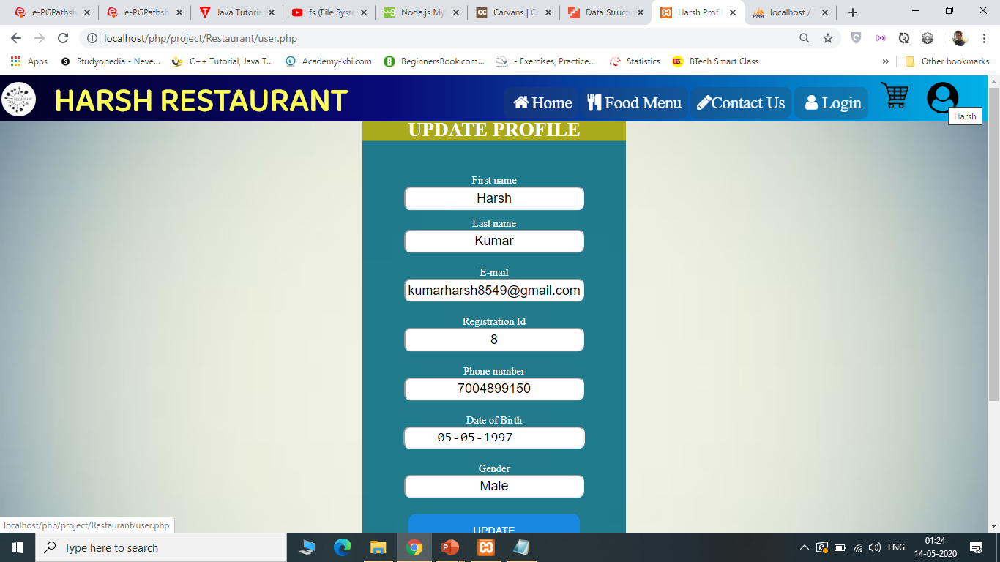 e-PGPathsh
e-PGPathsh
Java Tutoria
fs (File Syste
Node.js My
Carvans | C
Data Struct
Harsh Profi
localhost /
localhost/php/project/Restaurant/user.php
Apps
Studyopedia - Neve...
C++ Tutorial, Java T...
Academy-khi.com
BeginnersBook.com...
- Exercises, Practice...
Statistics
BTech Smart Class
»
Other bookmarks
HARSH RESTAURANT
Home
Food Menu
Contact Us
Login
Harsh
UPDATE PROFILE
First name
Harsh
Last name
Kumar
E-mail
kumarharsh8549@gmail.com
Registration Id
8
Phone number
7004899150
Date of Birth
05-05-1997
Gender
Male
UPDATE
localhost/php/project/Restaurant/user.php
Type here to search
ENG
01:24
14-05-2020